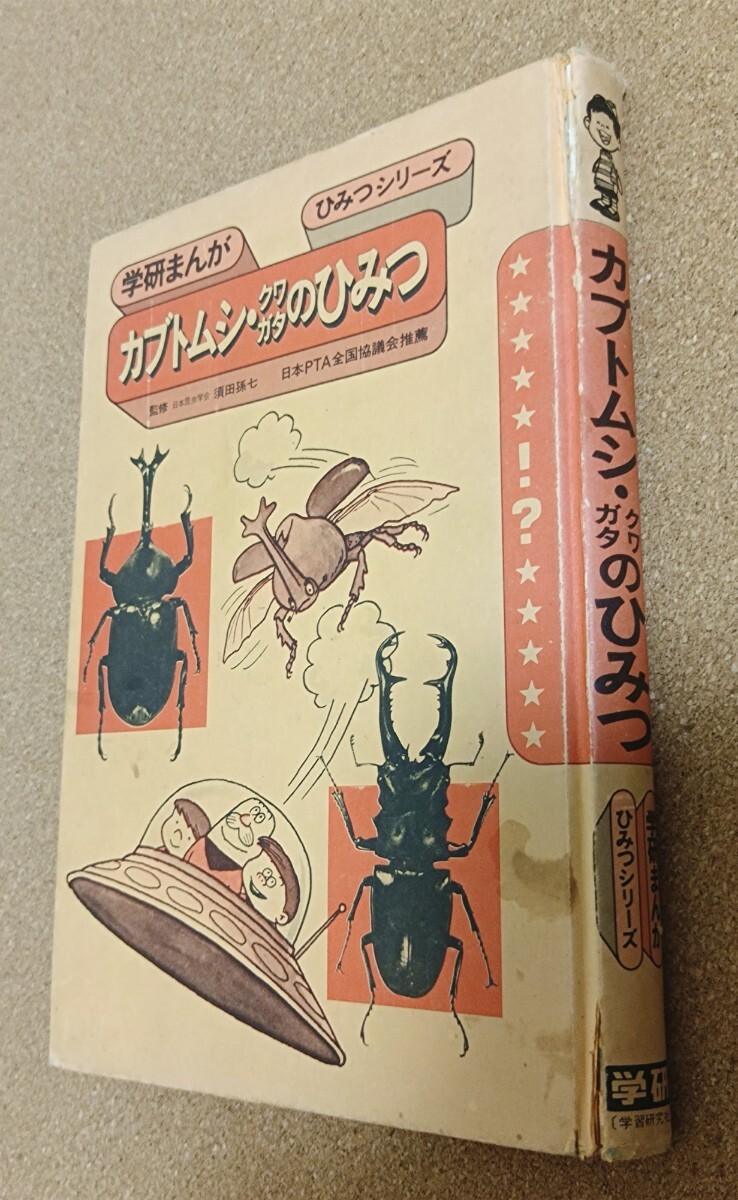 学研まんが
ひみつシリーズ
カブトムシ・クワガタのひみつ
監修 日本昆虫学会 須田孫七 日本PTA全国協議会推薦
★★★★★!?★★★★★
カブトムシ・クワガタのひみつ
学研まんが
ひみつシリーズ
学研
〔学習研究